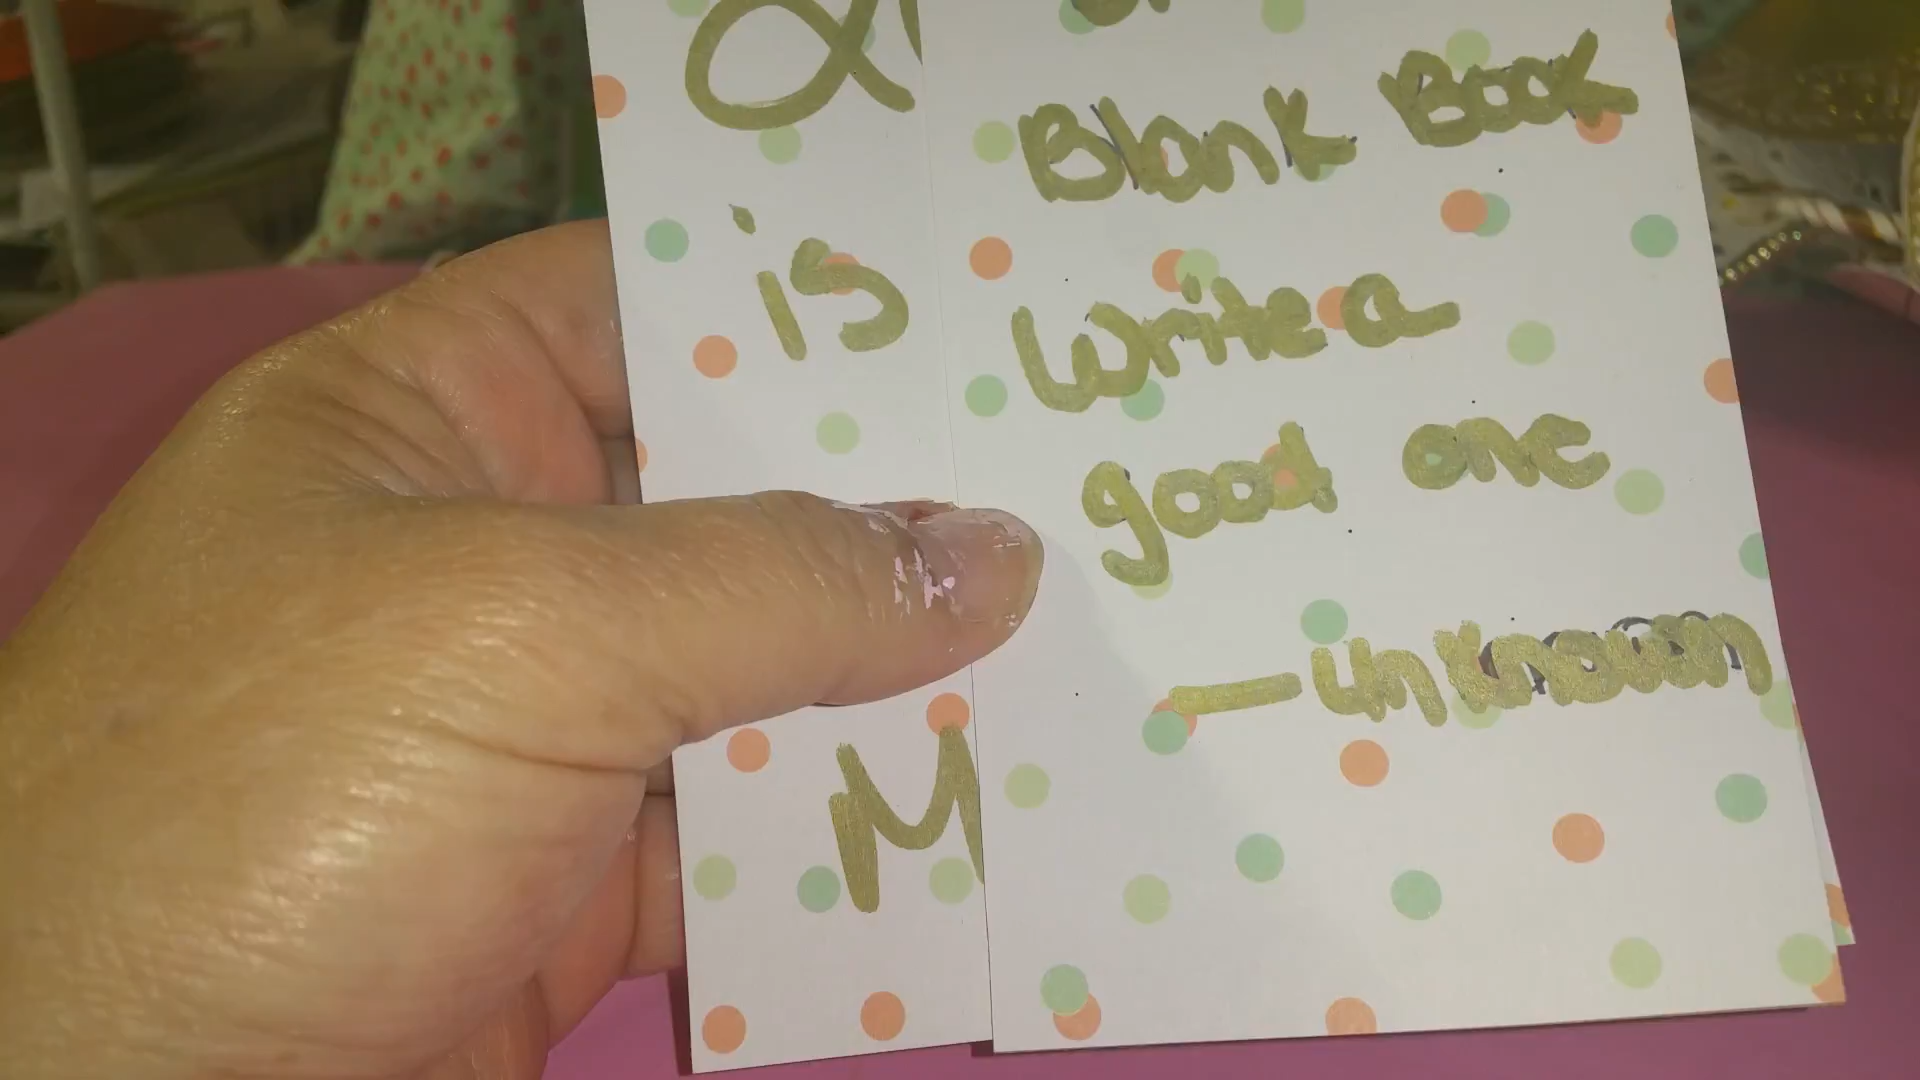 Blank Book
Write a
good one
— unknown
is
M